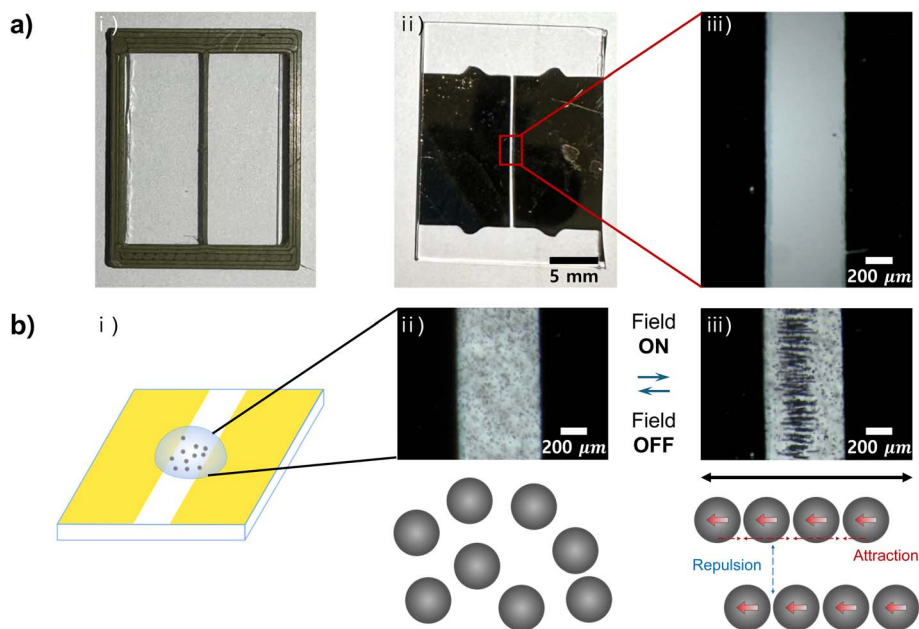 a)
i)
ii)
iii)
5 mm
200 μm
b)
i)
ii)
Field
ON
Field
OFF
iii)
200 μm
200 μm
Attraction
Repulsion